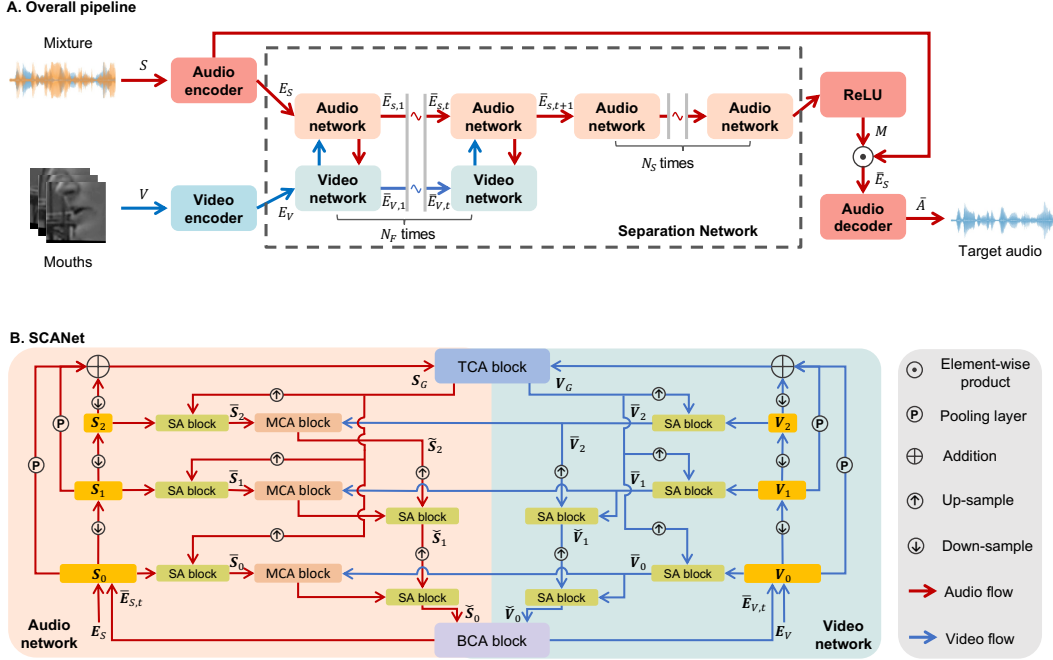 A. Overall pipeline
Mixture
S
Audio
encoder
E_S
Audio
network
Ē_{s,1}
Ē_{s,t}
Audio
network
Ē_{s,t+1}
Audio
network
Audio
network
N_S times
ReLU
M
Ē_S
Video
network
Ē_{V,1}
Ē_{V,t}
Video
network
N_F times
V
Video
encoder
E_V
Mouths
Separation Network
Audio
decoder
Ā
Target audio
B. SCANet
TCA block
S_G
V_G
P
P
S_2
SA block
S̅_2
MCA block
S̃_2
V̅_2
V̅_2
SA block
V_2
P
P
S_1
SA block
S̅_1
MCA block
SA block
S̆_1
SA block
V̆_1
V̅_1
SA block
V_1
S_0
SA block
S̅_0
MCA block
SA block
S̆_0
SA block
V̆_0
V̅_0
SA block
V_0
Ē_{S,t}
E_S
Ē_{V,t}
E_V
BCA block
Audio
network
Video
network
Element-wise
product
P
Pooling layer
Addition
Up-sample
Down-sample
Audio flow
Video flow